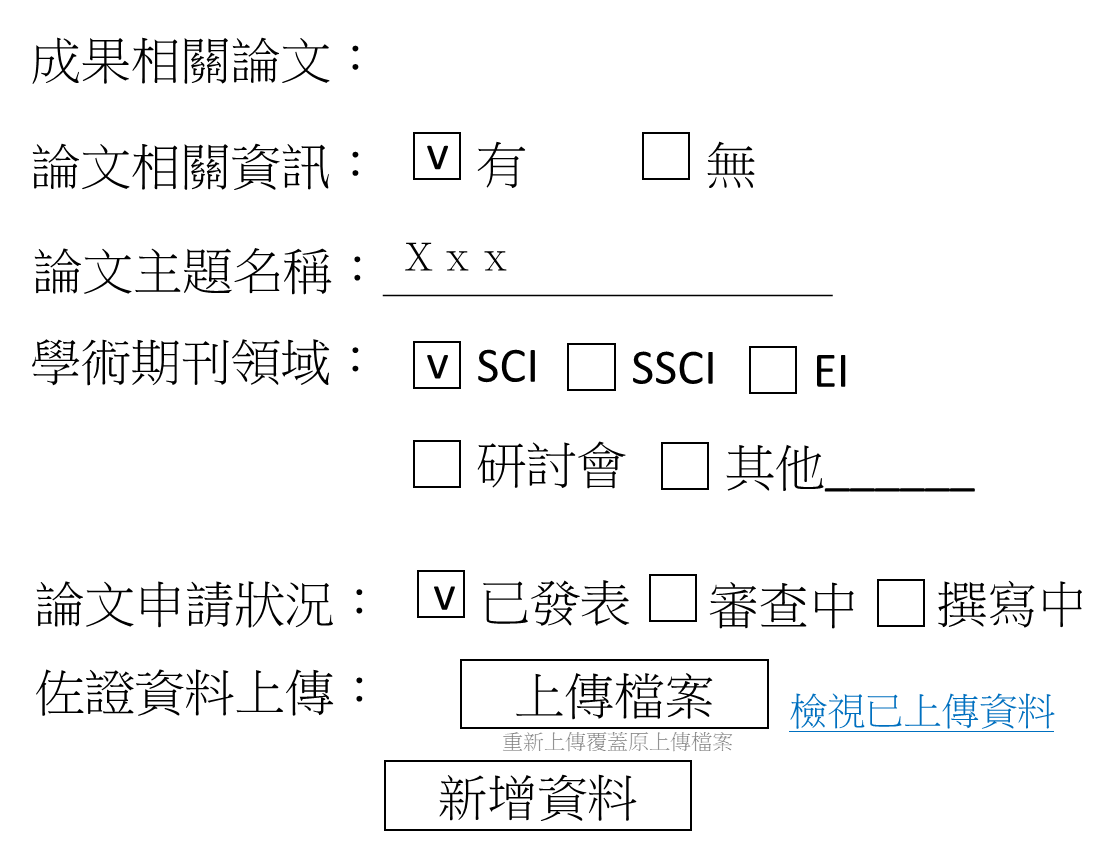 成果相關論文：
論文相關資訊： v 有 無
論文主題名稱： X x x
學術期刊領域： v SCI SSCI EI
研討會 其他______
論文申請狀況： v 已發表 審查中 撰寫中
佐證資料上傳： 上傳檔案 檢視已上傳資料
重新上傳覆蓋原上傳檔案
新增資料